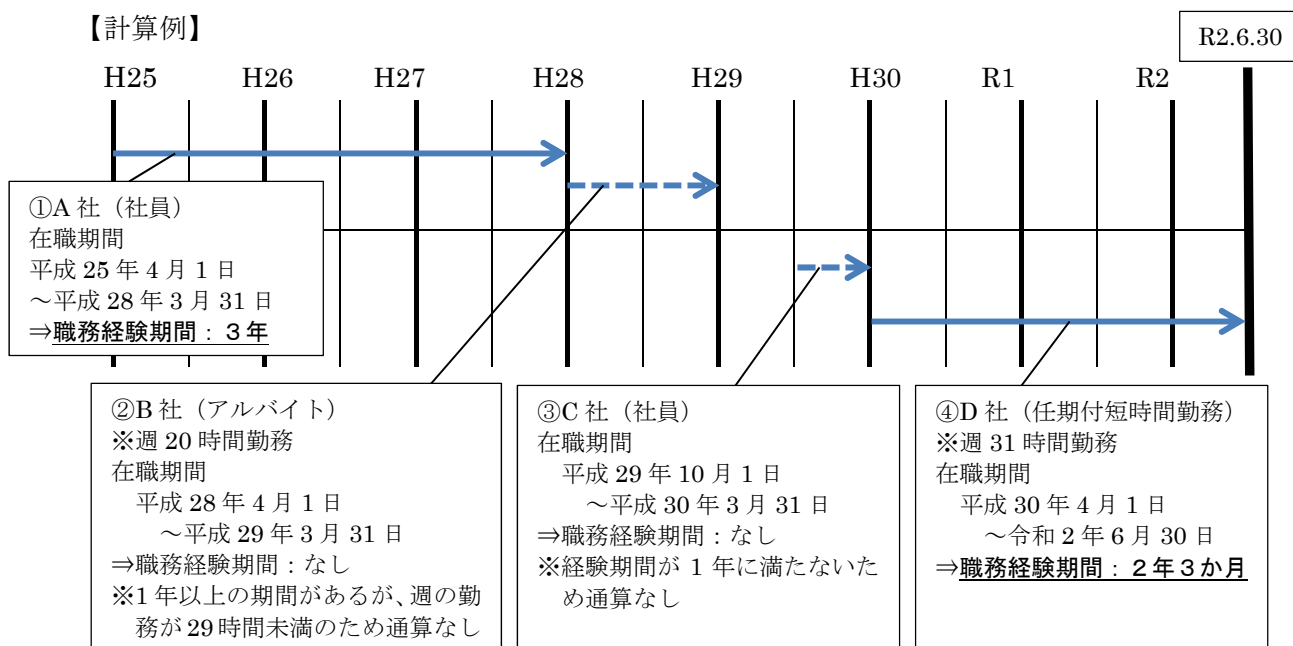 【計算例】
R2.6.30
H25 H26 H27 H28 H29 H30 R1 R2
①A 社（社員）
在職期間
平成 25 年 4 月 1 日
～平成 28 年 3 月 31 日
⇒職務経験期間：３年
②B 社（アルバイト）
※週 20 時間勤務
在職期間
平成 28 年 4 月 1 日
～平成 29 年 3 月 31 日
⇒職務経験期間：なし
※1 年以上の期間があるが、週の勤
務が 29 時間未満のため通算なし
③C 社（社員）
在職期間
平成 29 年 10 月 1 日
～平成 30 年 3 月 31 日
⇒職務経験期間：なし
※経験期間が 1 年に満たないた
め通算なし
④D 社（任期付短時間勤務）
※週 31 時間勤務
在職期間
平成 30 年 4 月 1 日
～令和 2 年 6 月 30 日
⇒職務経験期間：２年３か月